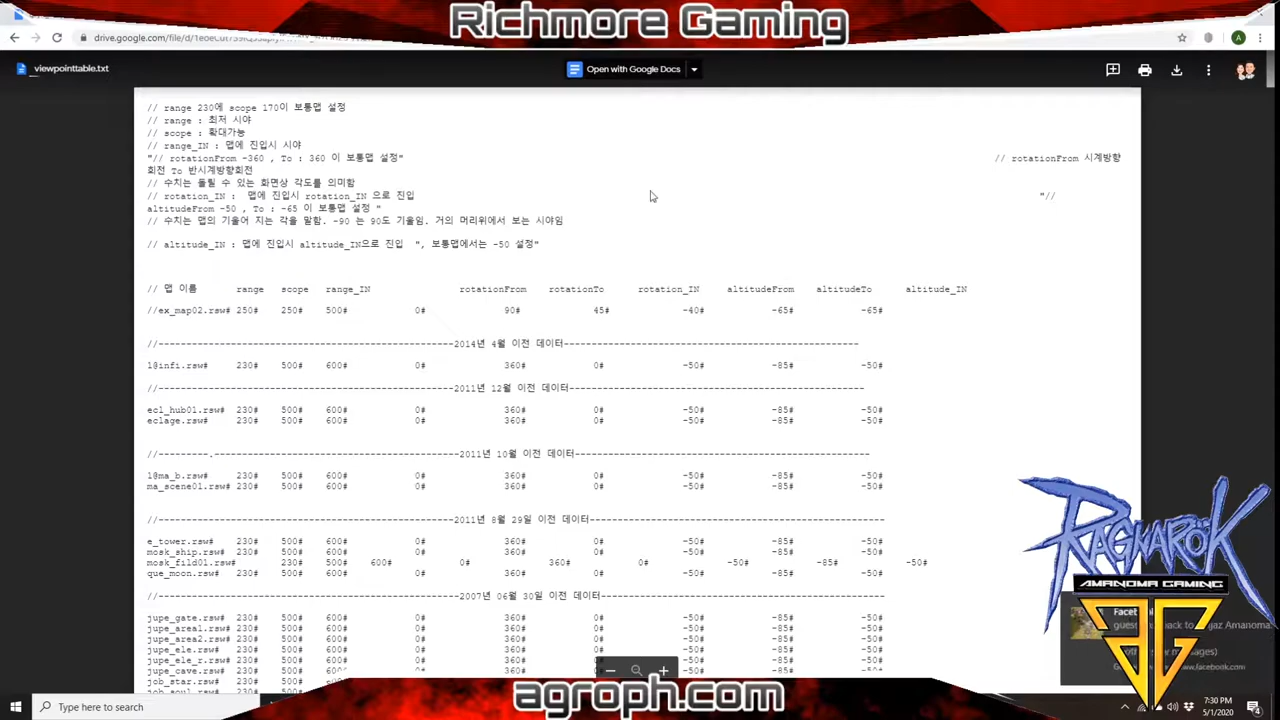 Richmore Gaming
viewpointtable.txt
Open with Google Docs
// range 230에 scope 170이 보통맵 설정
// range : 최저 시야
// scope : 확대가능
// range_IN : 맵에 진입시 시야
"// rotationFrom -360 , To : 360 이 보통맵 설정" // rotationFrom 시계방향
회전 To 반시계방향회전
// 수치는 돌릴 수 있는 화면상 각도를 의미함
// rotation_IN : 맵에 진입시 rotation_IN 으로 진입 "//
altitudeFrom -50 , To : -65 이 보통맵 설정 "
// 수치는 맵의 기울어 지는 각을 말함. -90 는 90도 기울임. 거의 머리위에서 보는 시야임
// altitude_IN : 맵에 진입시 altitude_IN으로 진입 ", 보통맵에서는 -50 설정"
// 맵 이름 range scope range_IN rotationFrom rotationTo rotation_IN altitudeFrom altitudeTo altitude_IN
//ex_map02.rsw# 250# 250# 500# 0# 90# 45# -40# -65# -65#
//--------------------------------------------------2014년 4월 이전 데이터--------------------------------------------------
1@infi.rsw# 230# 500# 600# 0# 360# 0# -50# -85# -50#
//--------------------------------------------------2011년 12월 이전 데이터--------------------------------------------------
ecl_hub01.rsw# 230# 500# 600# 0# 360# 0# -50# -85# -50#
eclage.rsw# 230# 500# 600# 0# 360# 0# -50# -85# -50#
//---------.----------------------------------------2011년 10월 이전 데이터--------------------------------------------------
1@ma_b.rsw# 230# 500# 600# 0# 360# 0# -50# -85# -50#
ma_scene01.rsw# 230# 500# 600# 0# 360# 0# -50# -85# -50#
//--------------------------------------------------2011년 8월 29일 이전 데이터--------------------------------------------------
e_tower.rsw# 230# 500# 600# 0# 360# 0# -50# -85# -50#
mosk_ship.rsw# 230# 500# 600# 0# 360# 0# -50# -85# -50#
mosk_fild01.rsw# 230# 500# 600# 0# 360# 0# -50# -85# -50#
que_moon.rsw# 230# 500# 600# 0# 360# 0# -50# -85# -50#
//--------------------------------------------------2007년 06월 30일 이전 데이터--------------------------------------------------
jupe_gate.rsw# 230# 500# 600# 0# 360# 0# -50# -85# -50#
jupe_area1.rsw# 230# 500# 600# 0# 360# 0# -50# -85# -50#
jupe_area2.rsw# 230# 500# 600# 0# 360# 0# -50# -85# -50#
jupe_ele.rsw# 230# 500# 600# 0# 360# 0# -50# -85# -50#
jupe_ele_r.rsw# 230# 500# 600# 0# 360# 0# -50# -85# -50#
jupe_cave.rsw# 230# 500# 600# 0# 360# 0# -50# -85# -50#
job_star.rsw# 230# 500# 360# -50# -85# -50#
RAGNAROK
AMANOMA GAMING
www.facebook.com
agroph.com
Type here to search
7:30 PM
5/1/2020